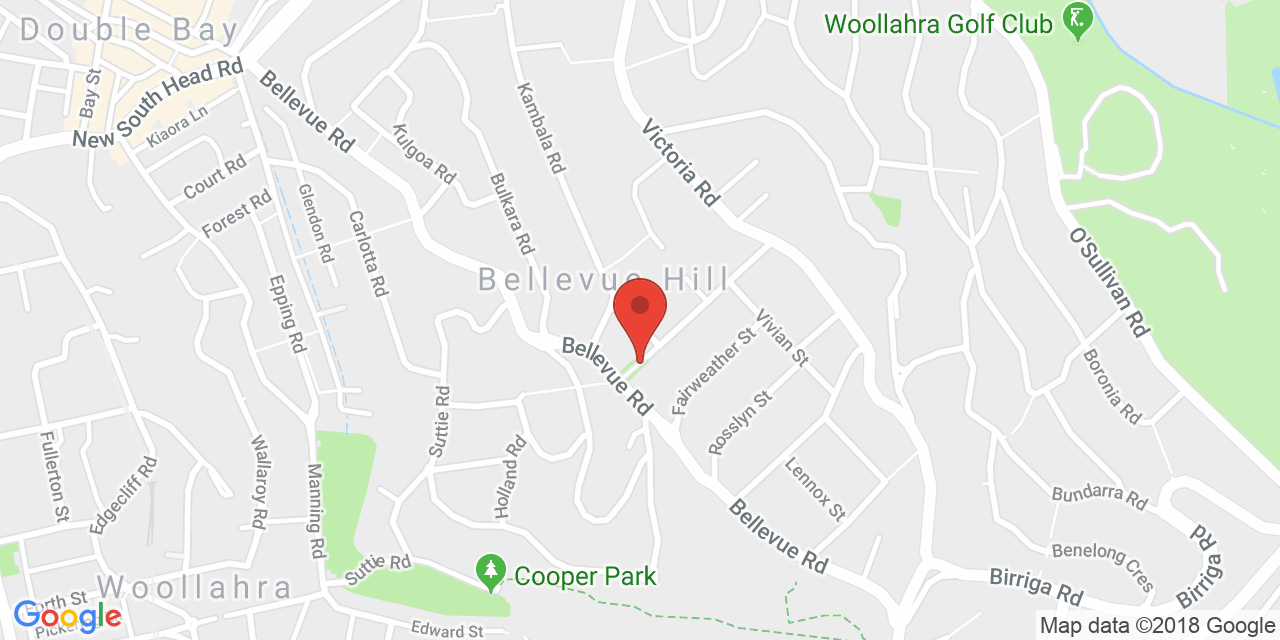 Double Bay
Woollahra Golf Club
New South Head Rd
Bay St
Kiaora Ln
Bellevue Rd
Kambala Rd
Victoria Rd
Kulgoa Rd
Court Rd
Forest Rd
Glendon Rd
Carlotta Rd
Bulkara Rd
O'Sullivan Rd
Bellevue Hill
Epping Rd
Vivian St
Fairweather St
Bellevue Rd
Boronia Rd
Rosslyn St
Suttie Rd
Holland Rd
Wallaroy Rd
Fullerton St
Edgecliff Rd
Manning Rd
Lennox St
Bundarra Rd
Bellevue Rd
Benelong Cres
Birriga Rd
Suttie Rd
Cooper Park
Birriga Rd
Woollahra
Forth St
Google
Edward St
Map data ©2018 Google